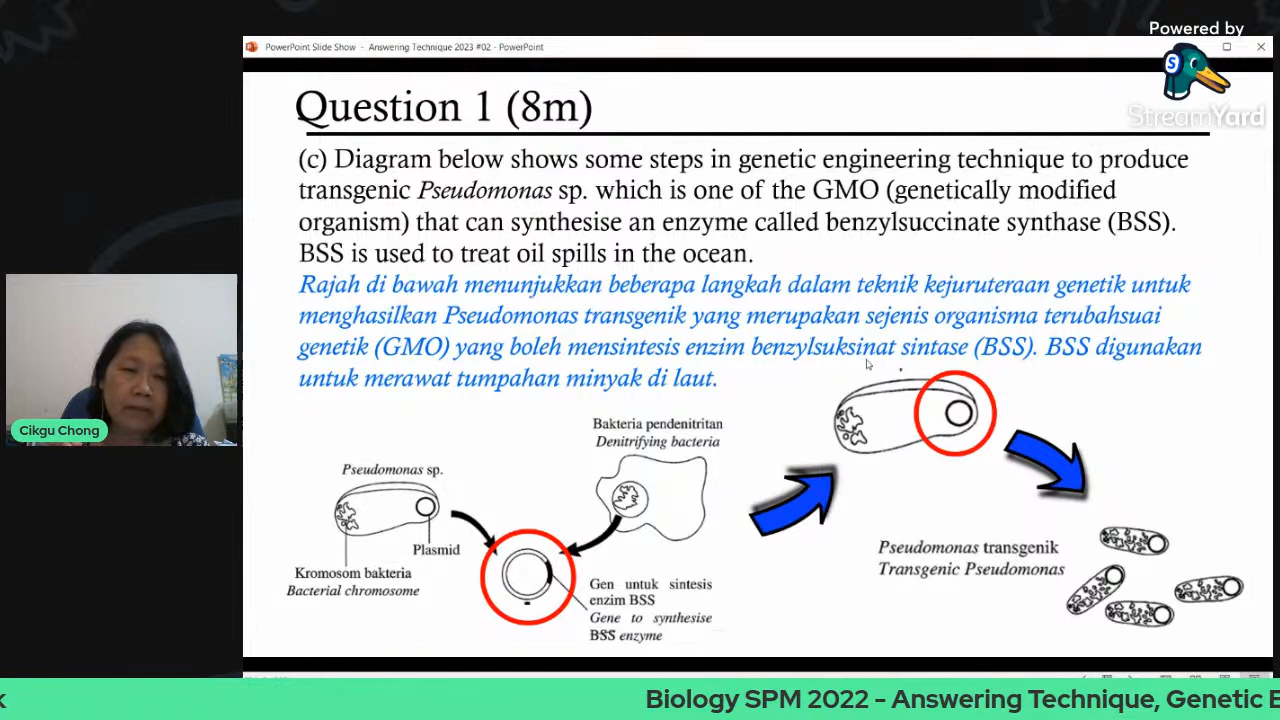 Powered by
StreamYard
PowerPoint Slide Show - Answering Technique 2023 #02 - PowerPoint
Question 1 (8m)
(c) Diagram below shows some steps in genetic engineering technique to produce
transgenic Pseudomonas sp. which is one of the GMO (genetically modified
organism) that can synthesise an enzyme called benzylsuccinate synthase (BSS).
BSS is used to treat oil spills in the ocean.
Rajah di bawah menunjukkan beberapa langkah dalam teknik kejuruteraan genetik untuk
menghasilkan Pseudomonas transgenik yang merupakan sejenis organisma terubahsuai
genetik (GMO) yang boleh mensintesis enzim benzylsuksinat sintase (BSS). BSS digunakan
untuk merawat tumpahan minyak di laut.
Cikgu Chong
Pseudomonas sp.
Plasmid
Kromosom bakteria
Bacterial chromosome
Bakteria pendenitritan
Denitrifying bacteria
Gen untuk sintesis
enzim BSS
Gene to synthesise
BSS enzyme
Pseudomonas transgenik
Transgenic Pseudomonas
k
Biology SPM 2022 - Answering Technique, Genetic E